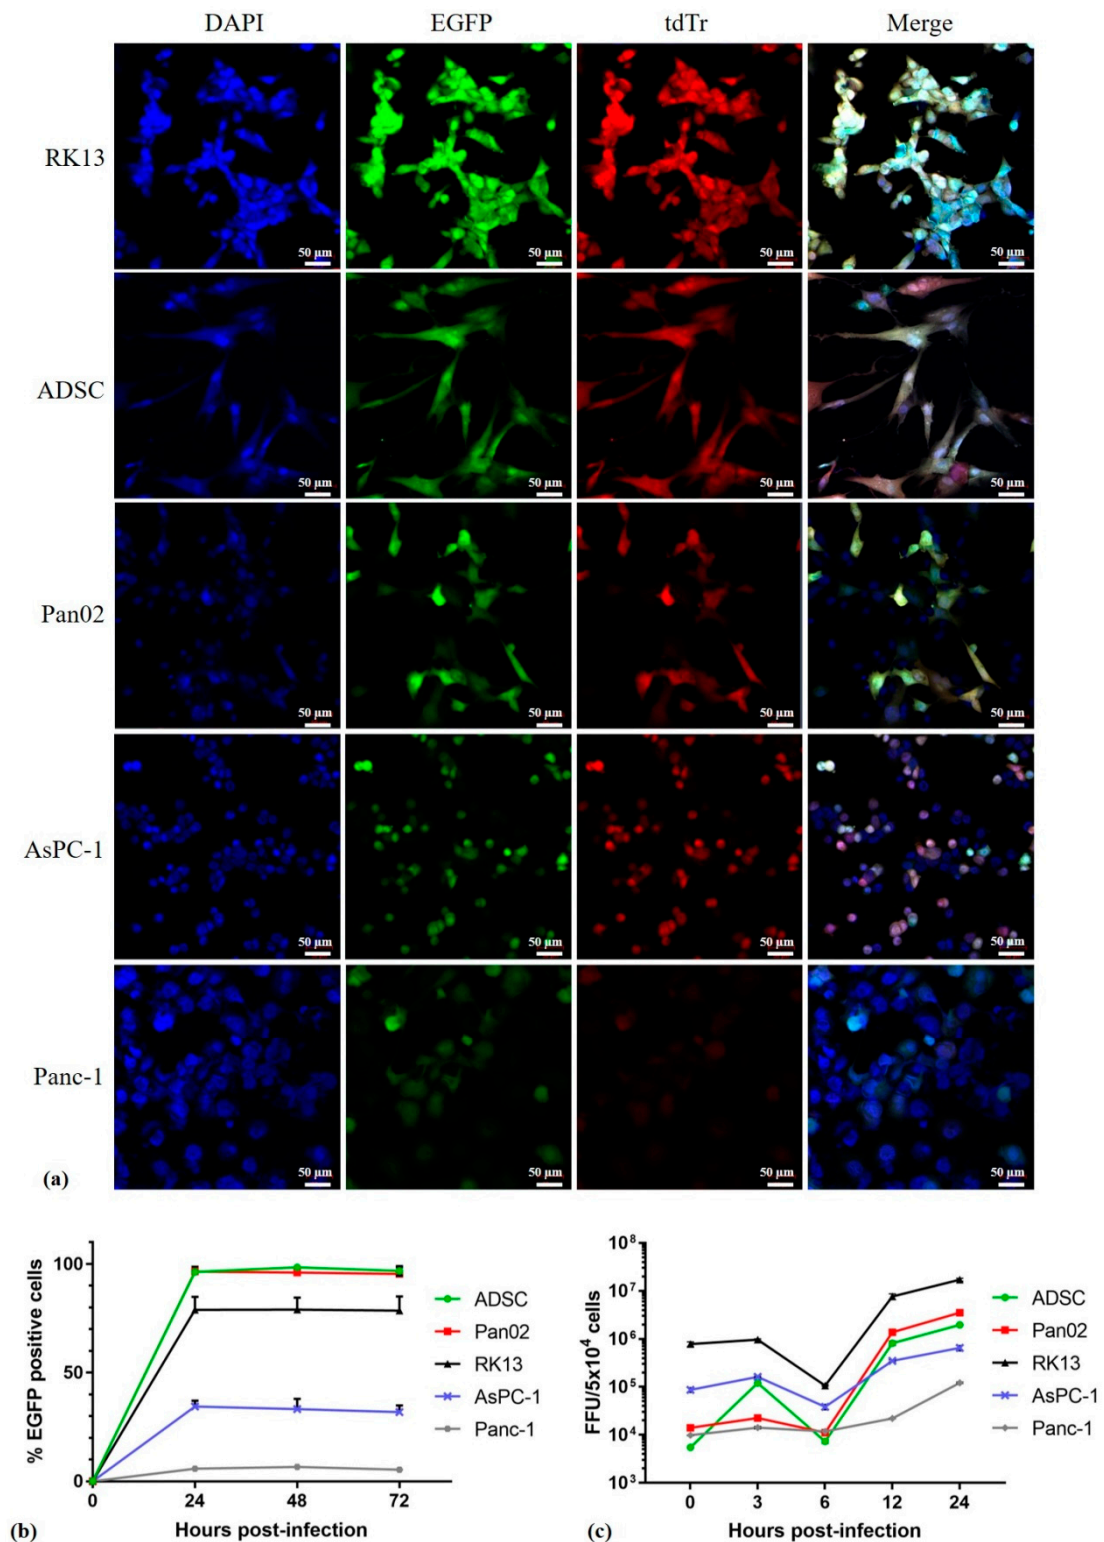 DAPI EGFP tdTr Merge
RK13
50 µm 50 µm 50 µm 50 µm
ADSC
50 µm 50 µm 50 µm 50 µm
Pan02
50 µm 50 µm 50 µm 50 µm
AsPC-1
50 µm 50 µm 50 µm 50 µm
Panc-1
50 µm 50 µm 50 µm 50 µm
(a)
% EGFP positive cells
100
50
0
0 24 48 72
Hours post-infection
ADSC
Pan02
RK13
AsPC-1
Panc-1
(b)
FFU/5x10⁴ cells
10⁸
10⁷
10⁶
10⁵
10⁴
10³
0 3 6 12 24
Hours post-infection
ADSC
Pan02
RK13
AsPC-1
Panc-1
(c)